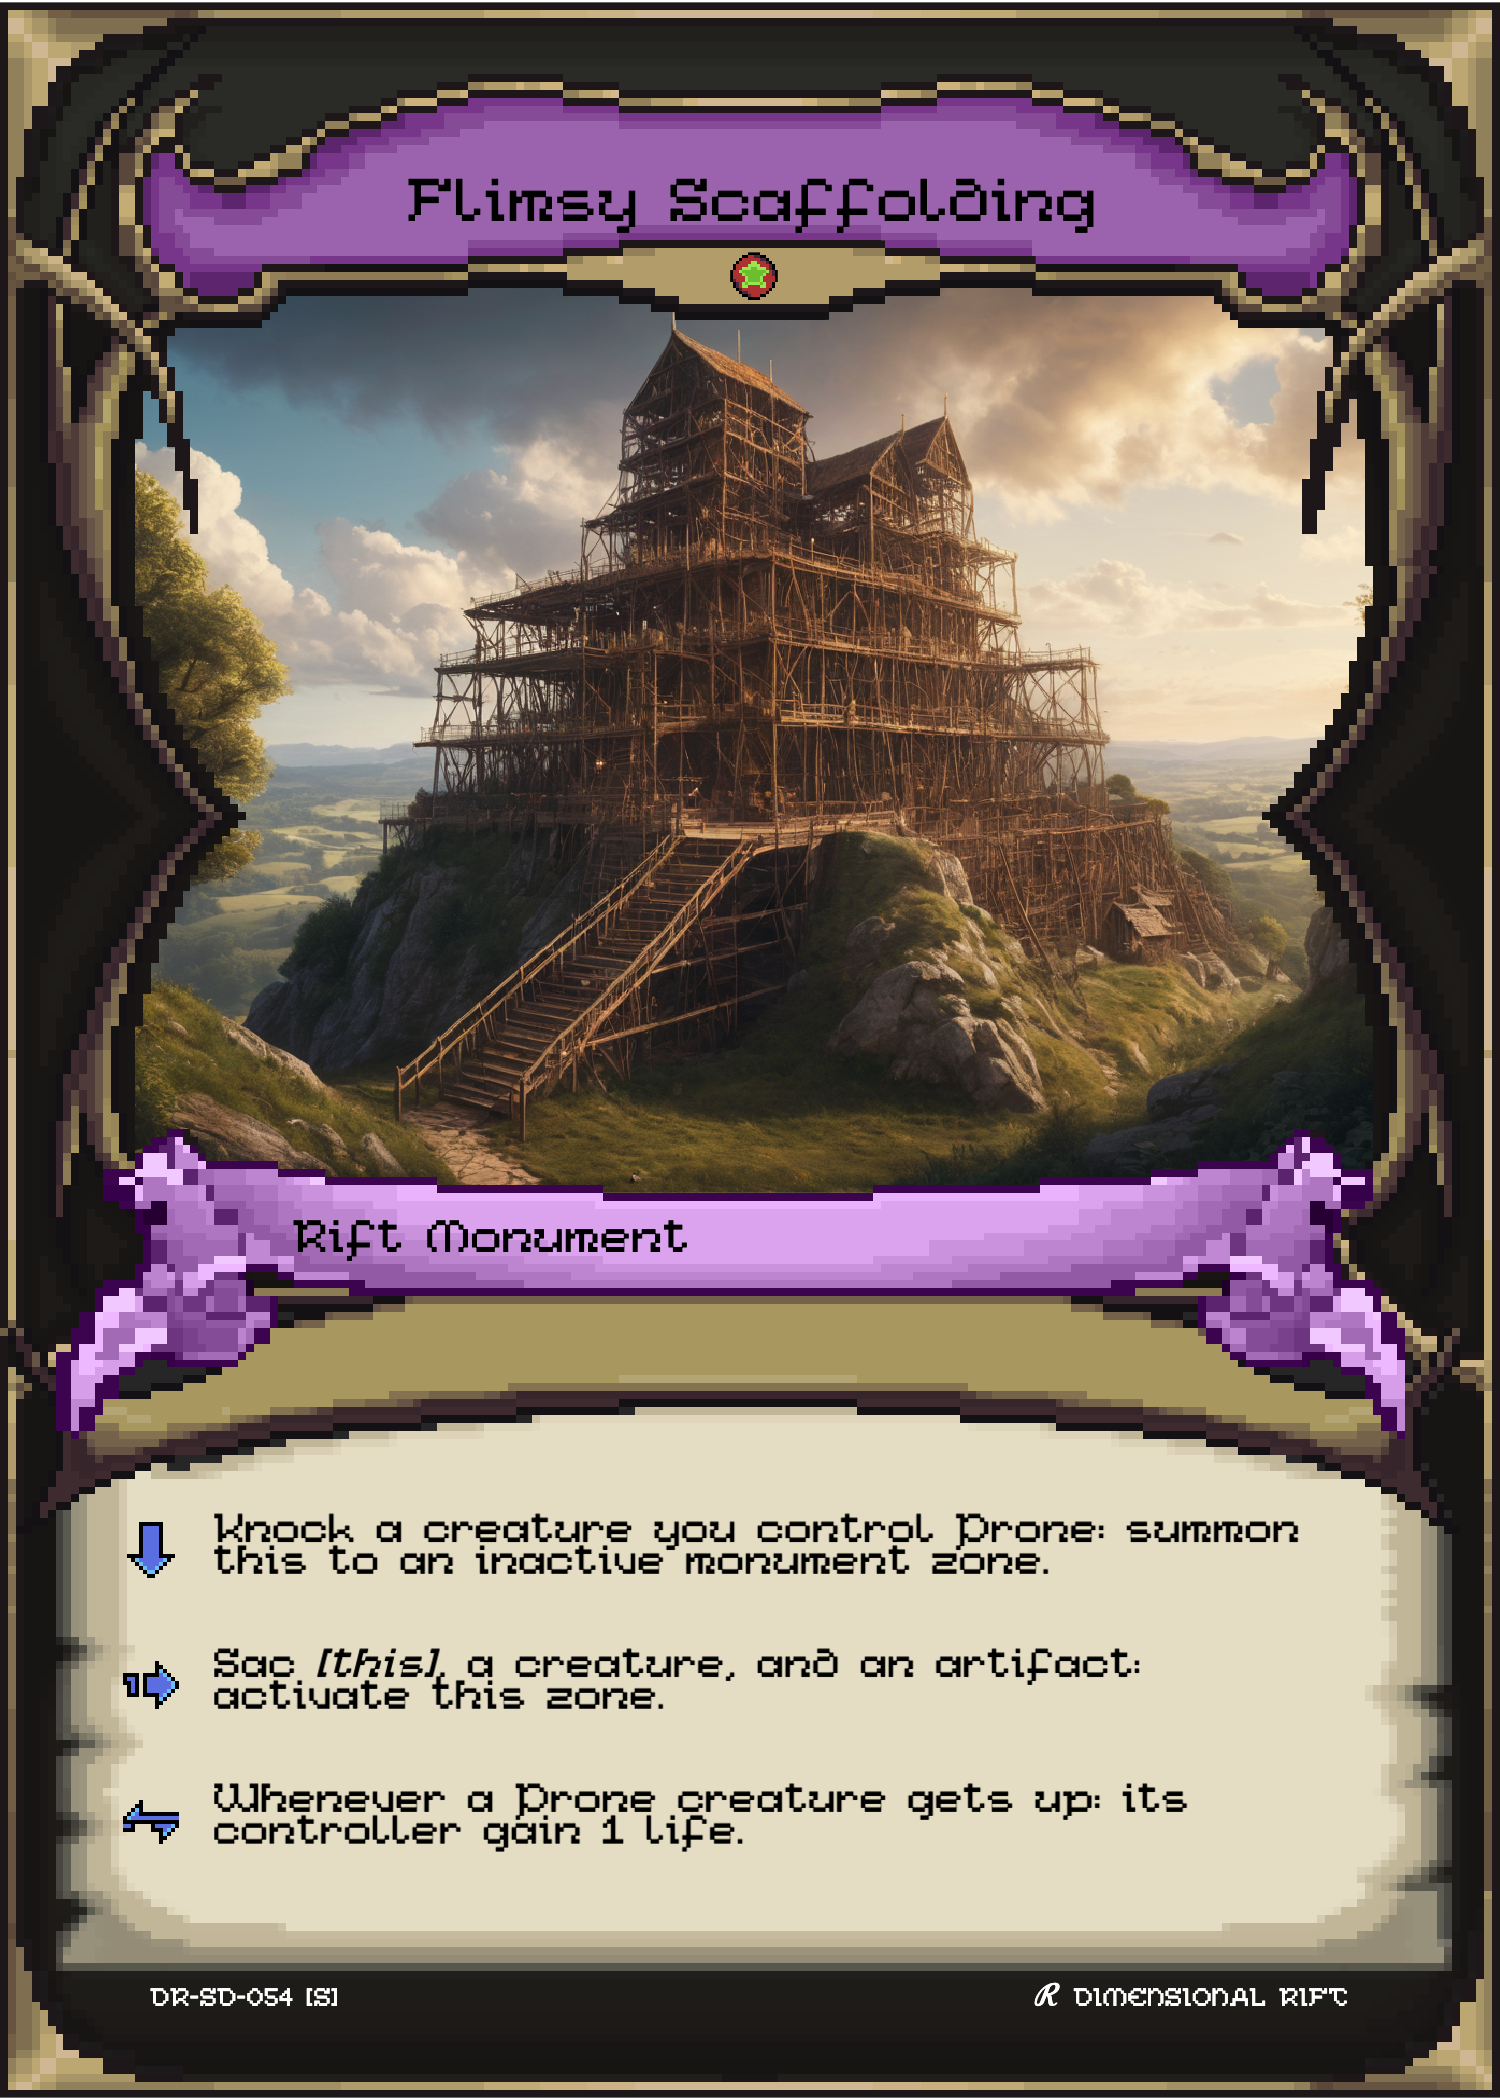 Flimsy Scaffolding
Rift Monument
Knock a creature you control Prone: summon
this to an inactive monument zone.
1
Sac [this], a creature, and an artifact:
activate this zone.
Whenever a Prone creature gets up: its
controller gain 1 life.
DR-SD-054 [S]
R DIMENSIONAL RIFT